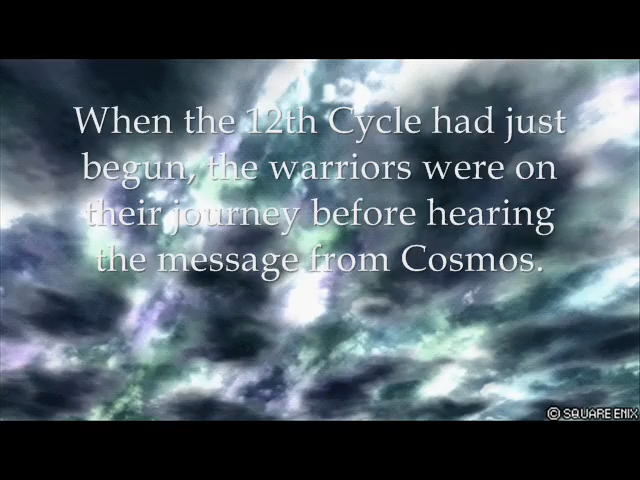 When the 12th Cycle had just
begun, the warriors were on
their journey before hearing
the message from Cosmos.
© SQUARE ENIX